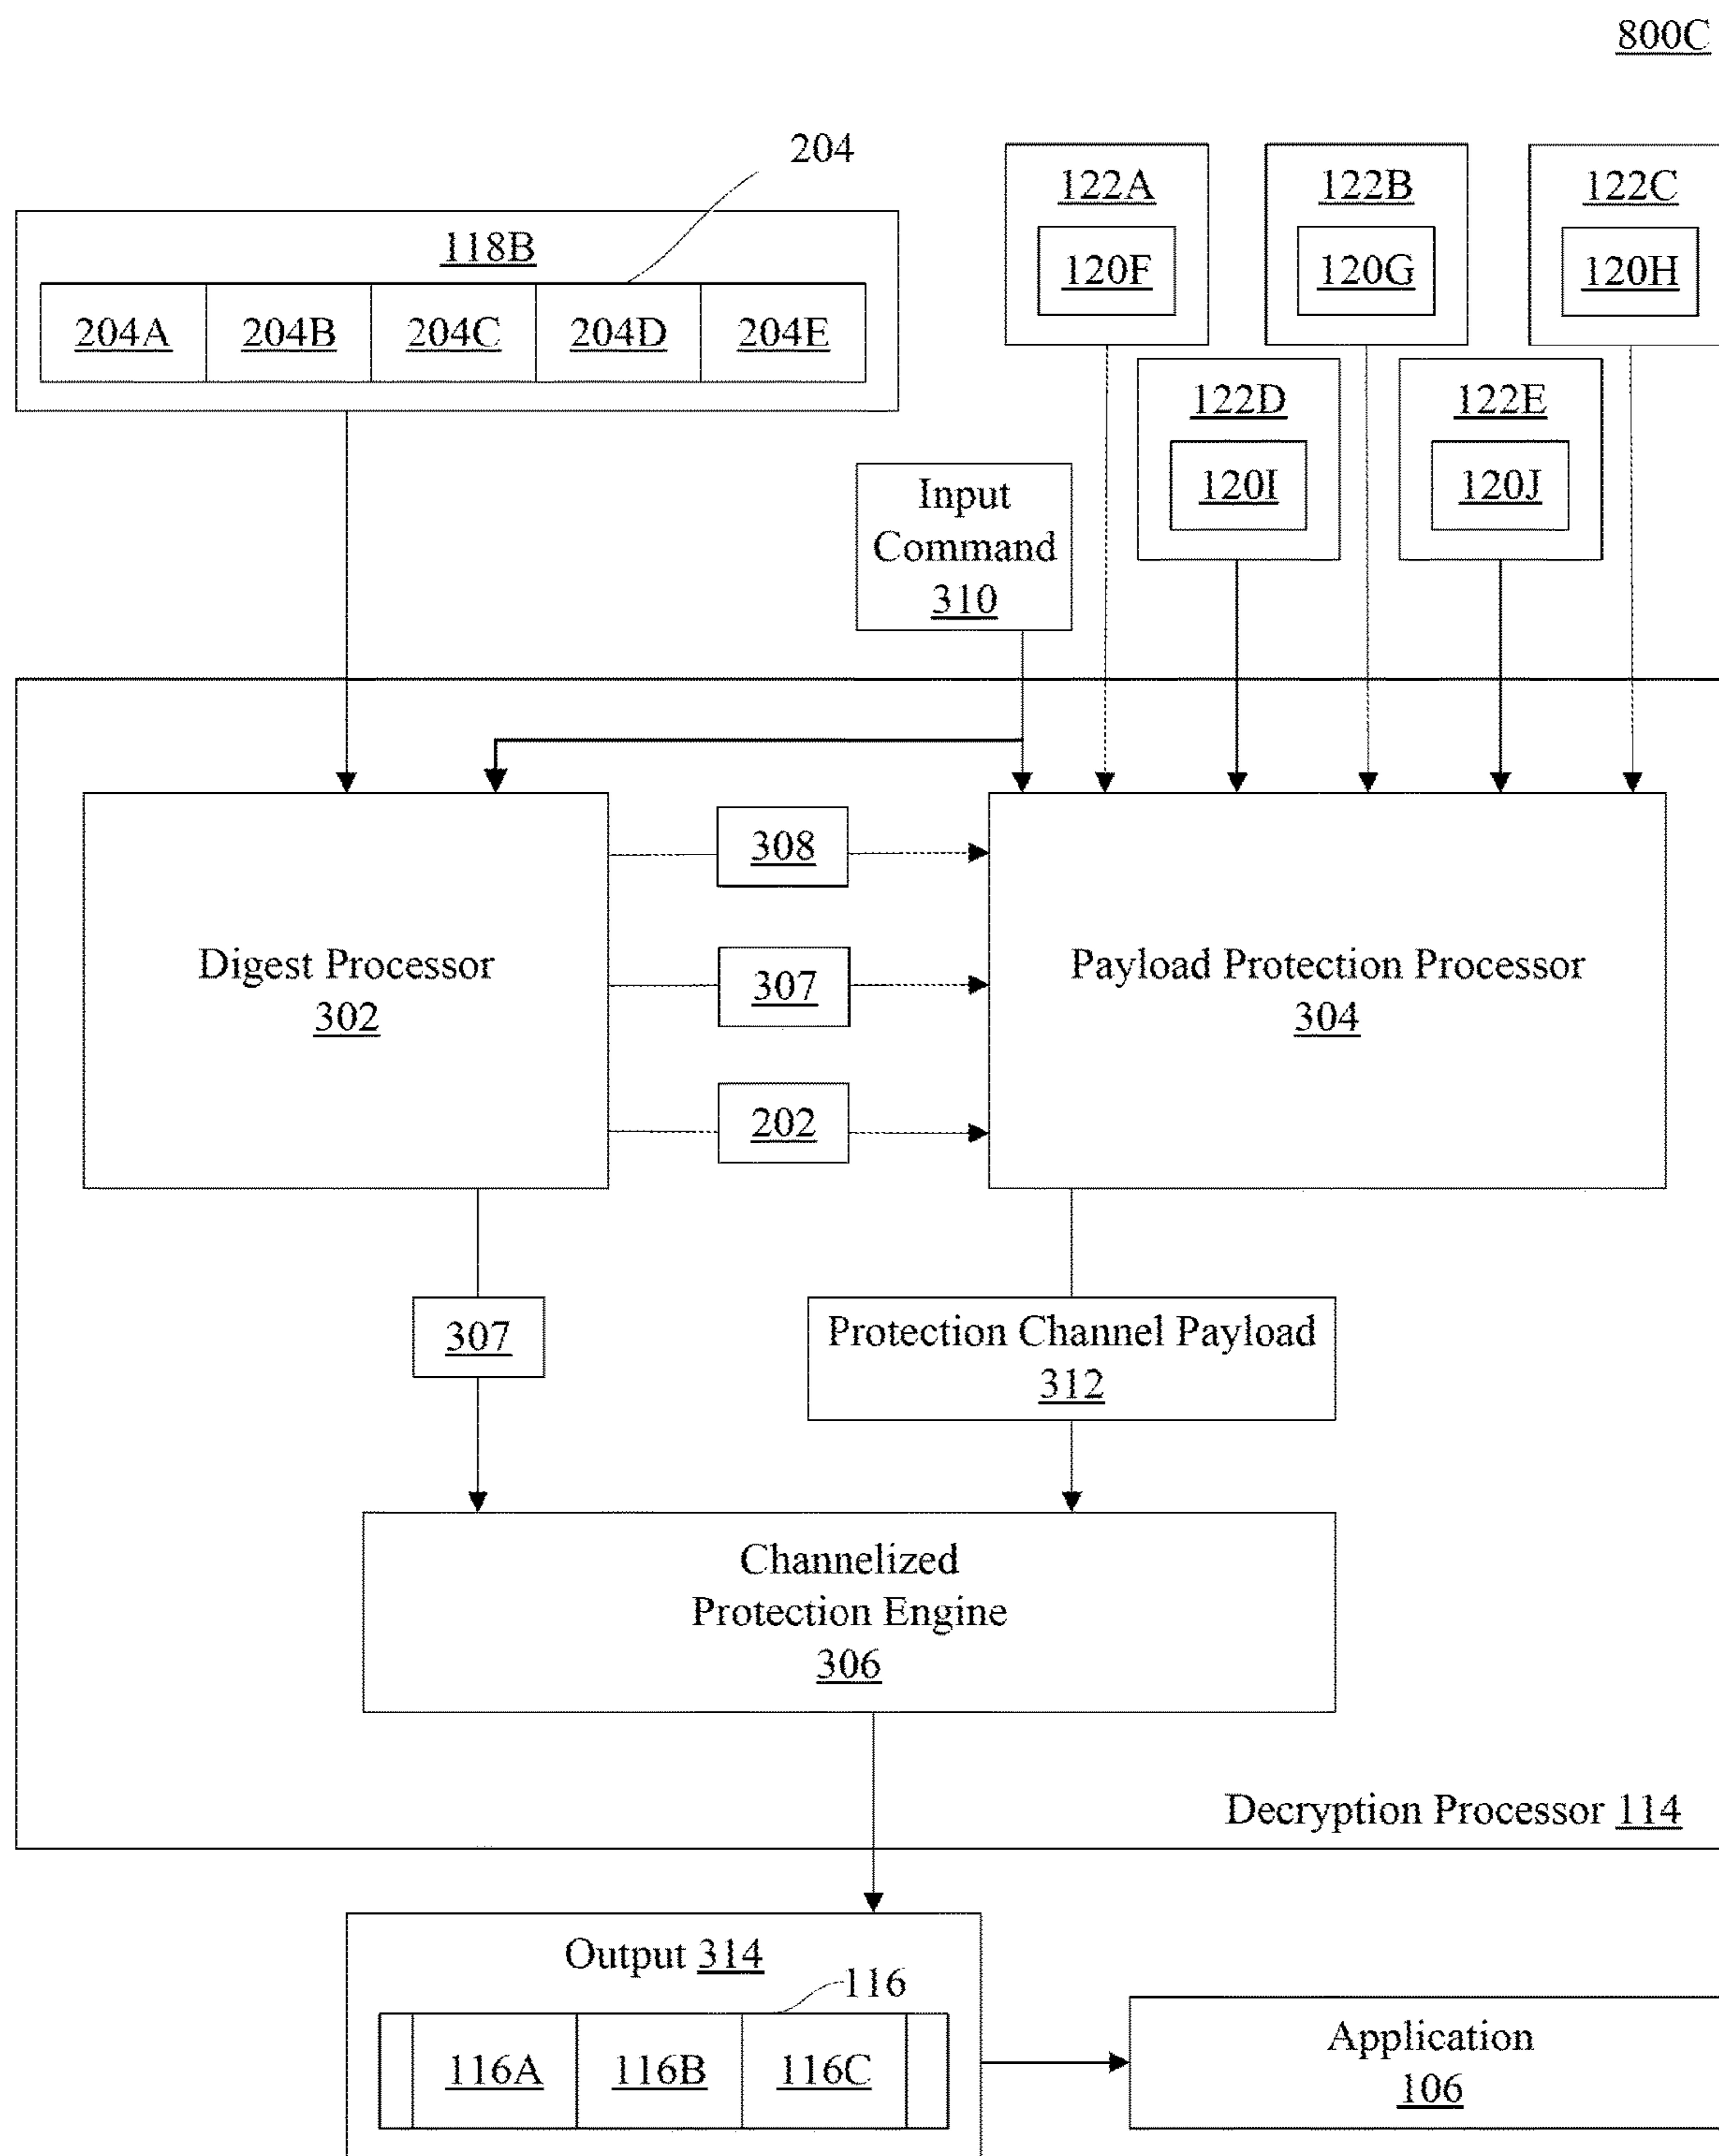 800C
204
118B
204A 204B 204C 204D 204E
122A
120F
122B
120G
122C
120H
122D
120I
122E
120J
Input
Command
310
308
307
202
Digest Processor
302
Payload Protection Processor
304
307
Protection Channel Payload
312
Channelized
Protection Engine
306
Decryption Processor 114
Output 314
116
116A 116B 116C
Application
106